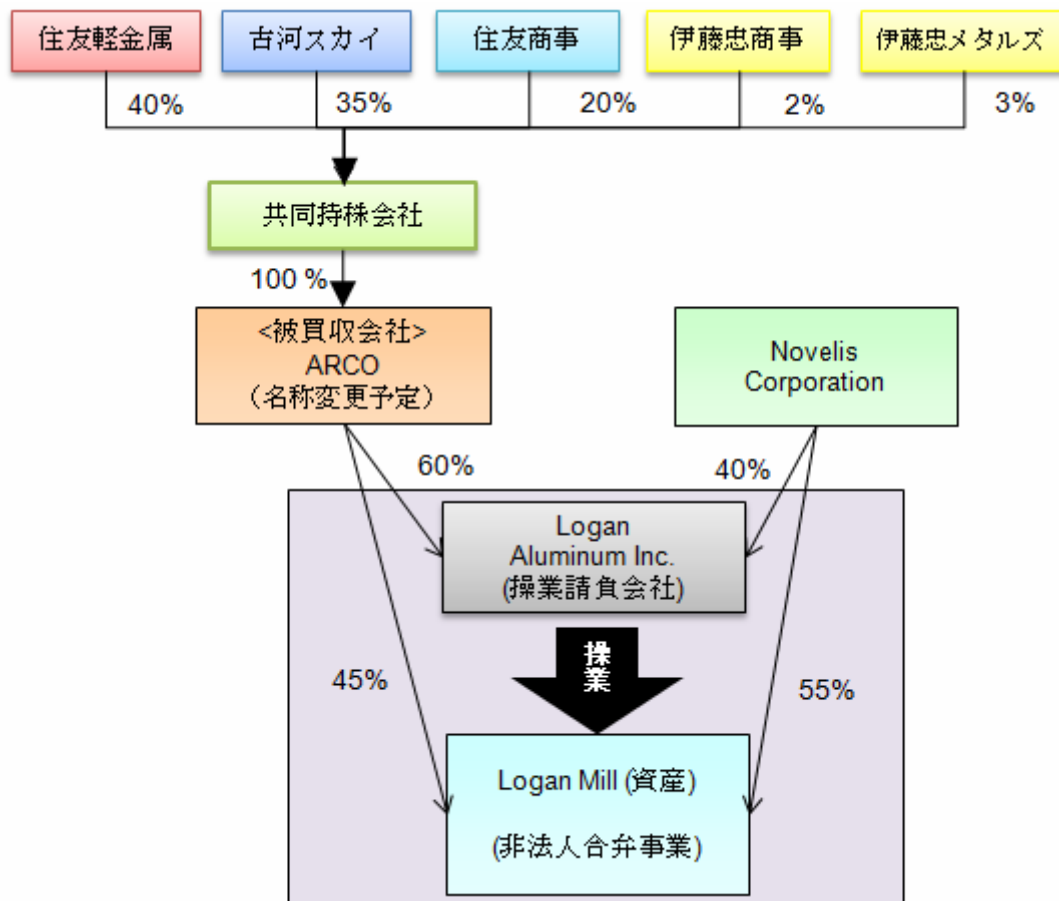 住友軽金属
古河スカイ
住友商事
伊藤忠商事
伊藤忠メタルズ
40%
35%
20%
2%
3%
共同持株会社
100 %
<被買収会社>
ARCO
（名称変更予定）
Novelis
Corporation
60%
40%
Logan
Aluminum Inc.
(操業請負会社)
操業
45%
55%
Logan Mill (資産)
(非法人合弁事業)